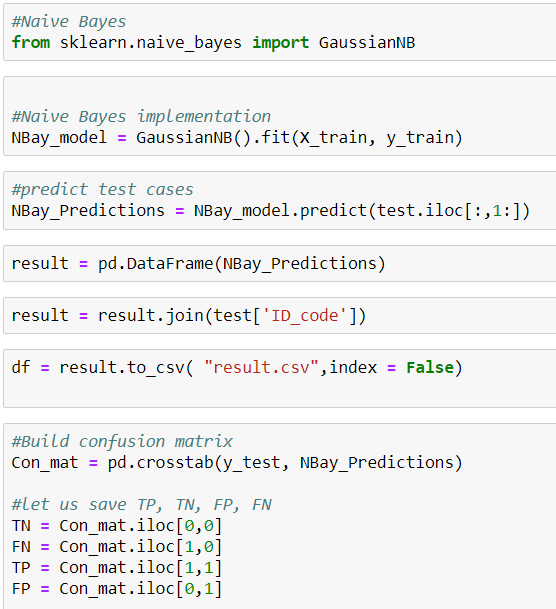 #Naive Bayes
from sklearn.naive_bayes import GaussianNB
#Naive Bayes implementation
NBay_model = GaussianNB().fit(X_train, y_train)
#predict test cases
NBay_Predictions = NBay_model.predict(test.iloc[:,1:])
result = pd.DataFrame(NBay_Predictions)
result = result.join(test['ID_code'])
df = result.to_csv( "result.csv",index = False)
#Build confusion matrix
Con_mat = pd.crosstab(y_test, NBay_Predictions)
#let us save TP, TN, FP, FN
TN = Con_mat.iloc[0,0]
FN = Con_mat.iloc[1,0]
TP = Con_mat.iloc[1,1]
FP = Con_mat.iloc[0,1]